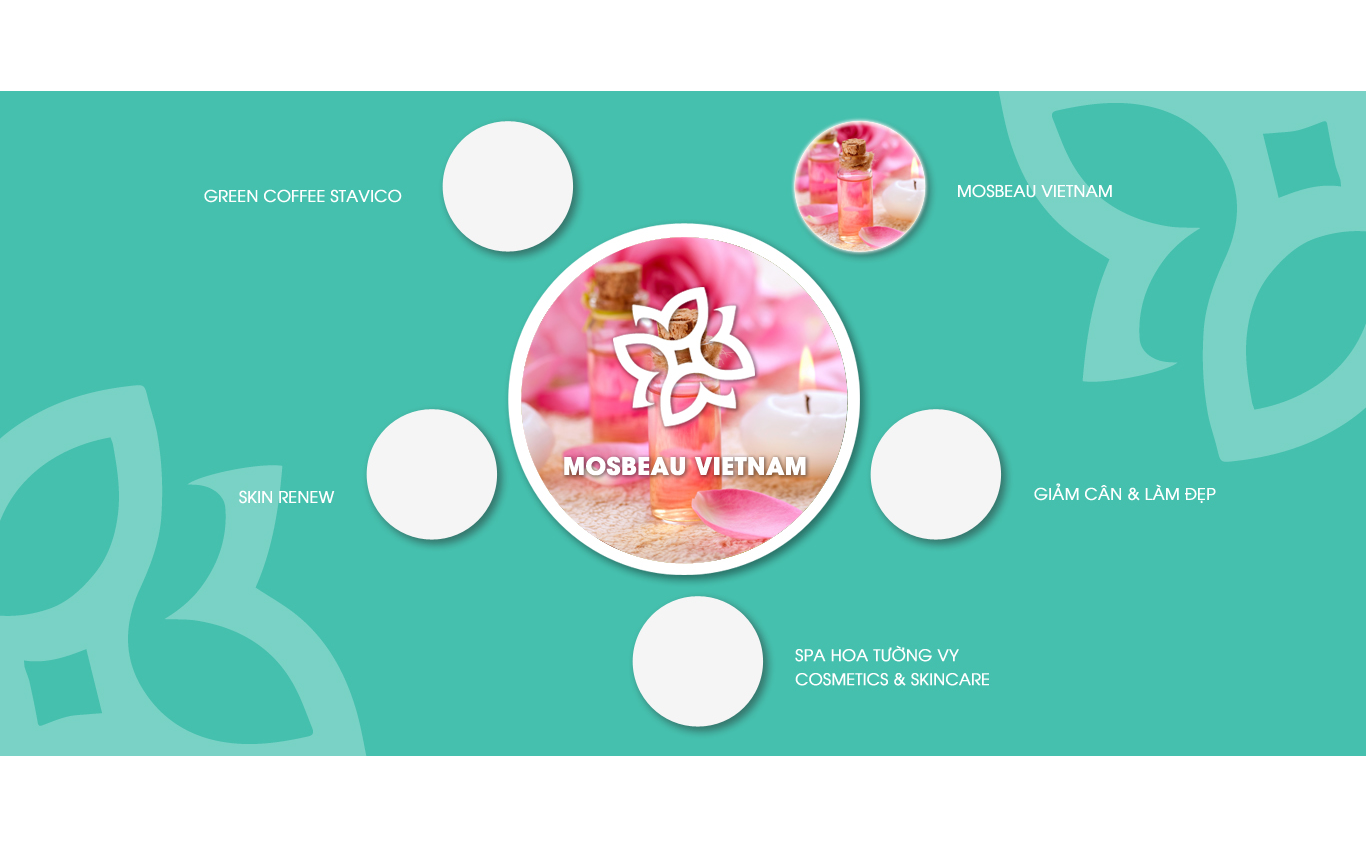 GREEN COFFEE STAVICO
MOSBEAU VIETNAM
MOSBEAU VIETNAM
SKIN RENEW
GIẢM CÂN & LÀM ĐẸP
SPA HOA TƯỜNG VY
COSMETICS & SKINCARE